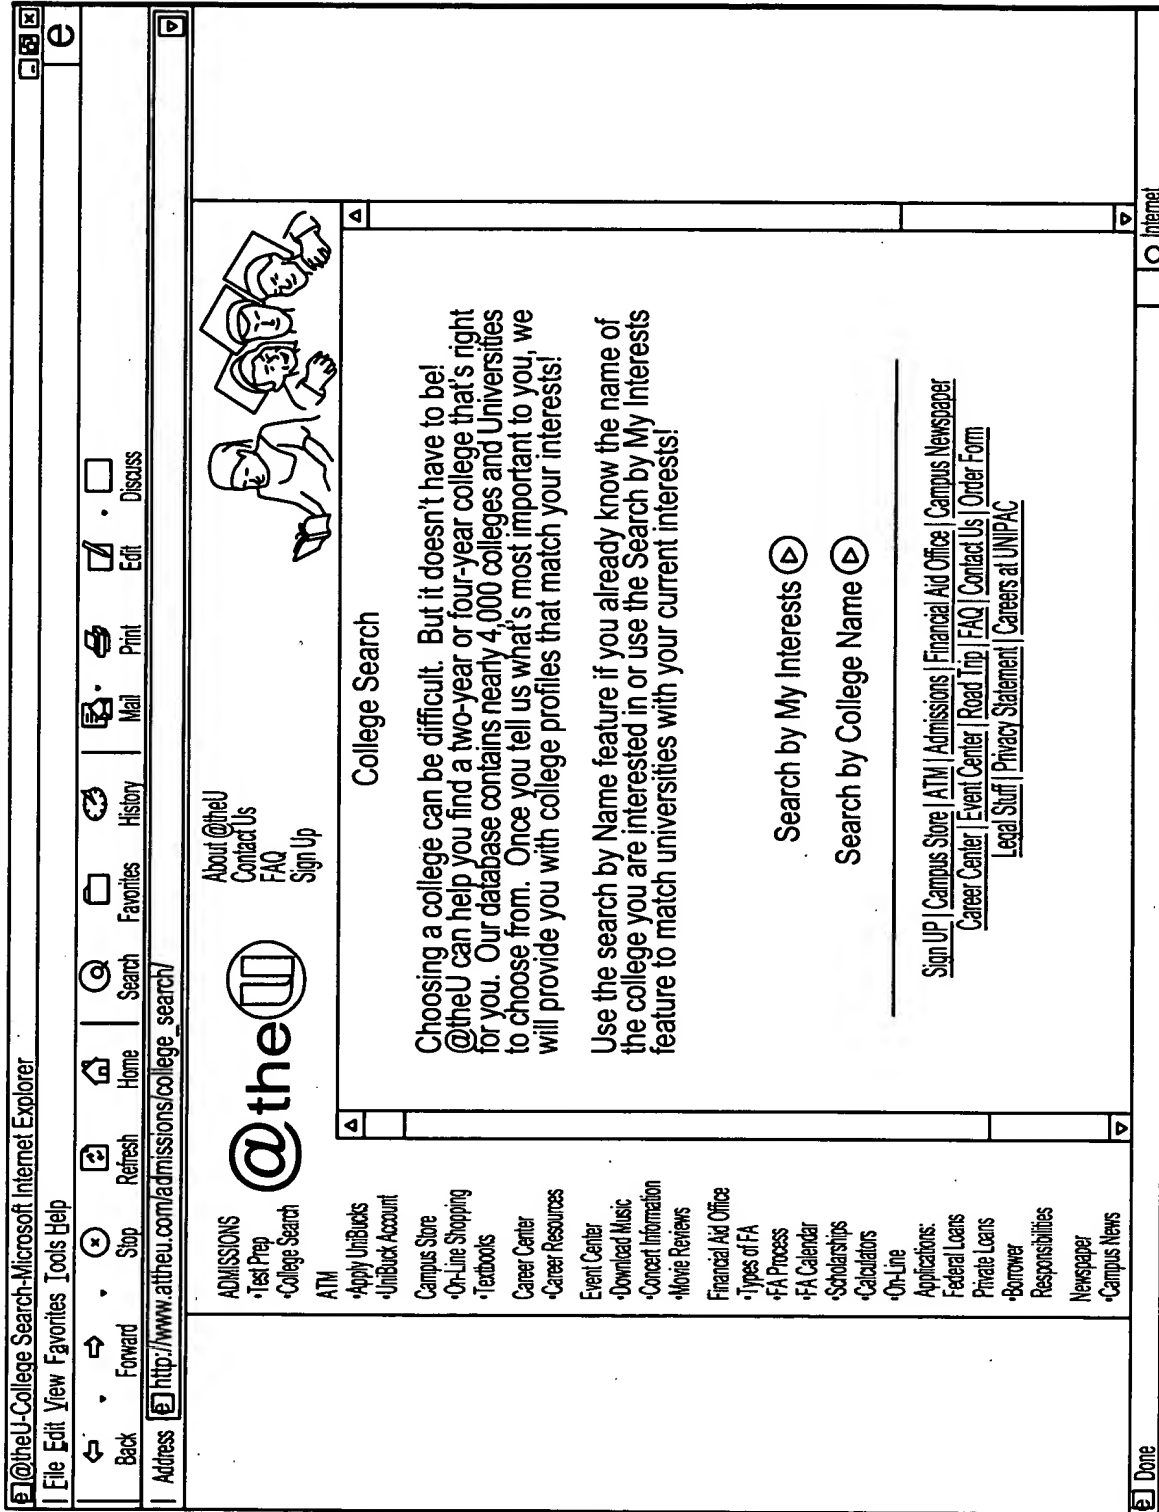 @theU-College Search-Microsoft Internet Explorer
File Edit View Favorites Tools Help
Back Forward Stop Refresh Home Search Favorites History Mail Print Edit Discuss
Address http://www.attheu.com/admissions/college_search/
@theU
About @theU
Contact Us
FAQ
Sign Up
ADMISSIONS
•Test Prep
•College Search
ATM
•Apply UniBucks
•UniBuck Account
Campus Store
•On-Line Shopping
•Textbooks
Career Center
•Career Resources
Event Center
•Download Music
•Concert Information
•Movie Reviews
Financial Aid Office
•Types of FA
•FA Process
•FA Calendar
•Scholarships
•Calculators
•On-Line
Applications:
Federal Loans
Private Loans
•Borrower
Responsibilities
Newspaper
•Campus News
College Search
Choosing a college can be difficult. But it doesn't have to be!
@theU can help you find a two-year or four-year college that's right
for you. Our database contains nearly 4,000 colleges and Universities
to choose from. Once you tell us what's most important to you, we
will provide you with college profiles that match your interests!
Use the search by Name feature if you already know the name of
the college you are interested in or use the Search by My Interests
feature to match universities with your current interests!
Search by My Interests
Search by College Name
Sign UP | Campus Store | ATM | Admissions | Financial Aid Office | Campus Newspaper
Career Center | Event Center | Road Trip | FAQ | Contact Us | Order Form
Legal Stuff | Privacy Statement | Careers at UNIPAC
Done Internet